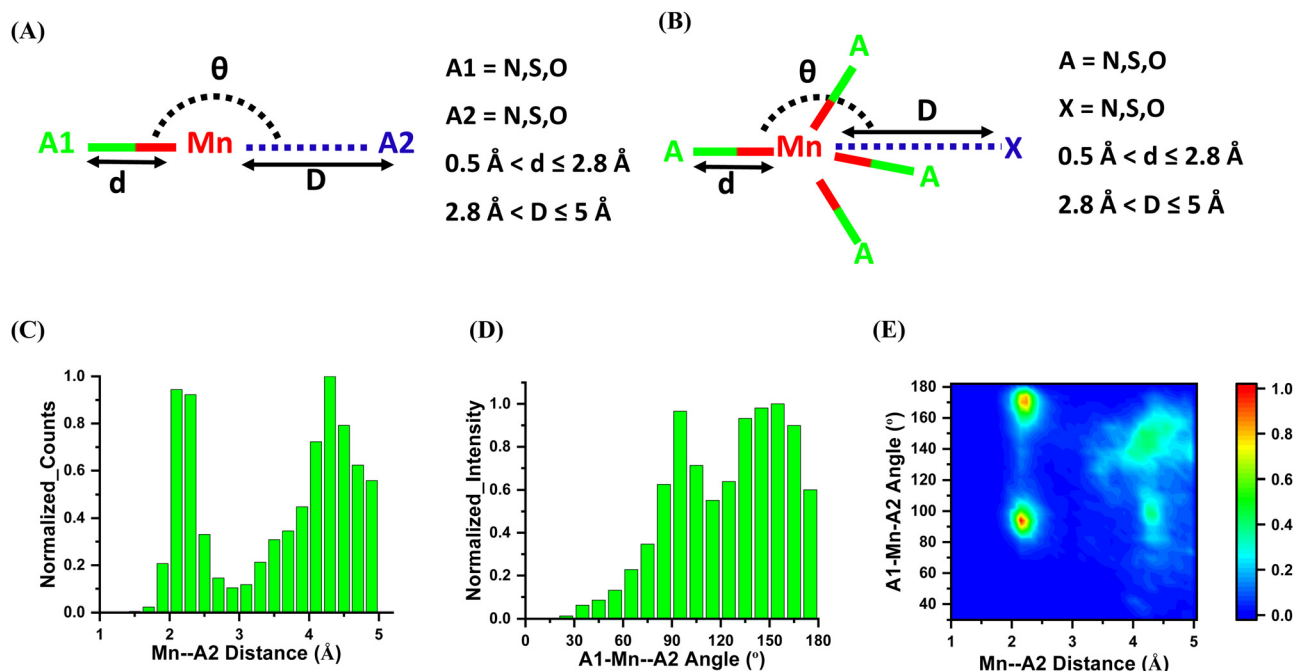 (A)
θ
A1
Mn
A2
d
D
A1 = N,S,O
A2 = N,S,O
0.5 Å < d ≤ 2.8 Å
2.8 Å < D ≤ 5 Å
(B)
A
θ
D
A
Mn
X
d
A
A
A = N,S,O
X = N,S,O
0.5 Å < d ≤ 2.8 Å
2.8 Å < D ≤ 5 Å
(C)
Normalized_Counts
1.0
0.8
0.6
0.4
0.2
0.0
1 2 3 4 5
Mn--A2 Distance (Å)
(D)
Normalized_Intensity
1.0
0.8
0.6
0.4
0.2
0.0
0 30 60 90 120 150 180
A1-Mn--A2 Angle (º)
(E)
A1-Mn-A2 Angle (º)
180
160
140
120
100
80
60
40
1 2 3 4 5
Mn--A2 Distance (Å)
1.0
0.8
0.6
0.4
0.2
0.0